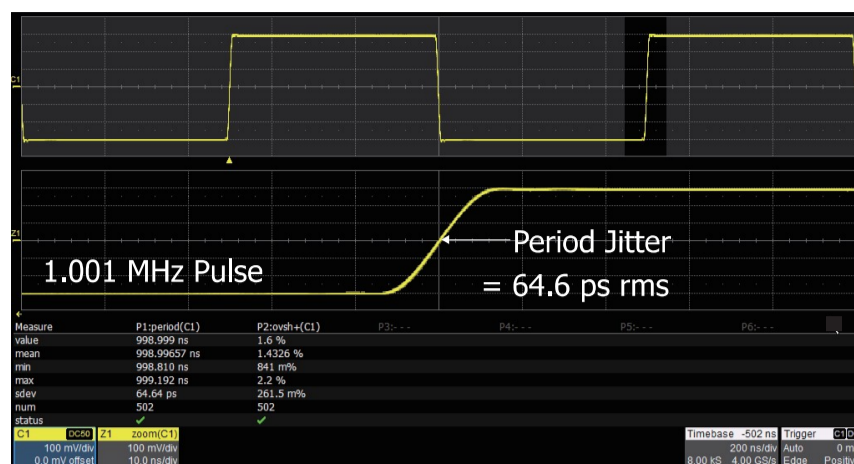 C1
Z1
Period Jitter
1.001 MHz Pulse
= 64.6 ps rms
Measure P1:period(C1) P2:ovsh+(C1) P3:- - - P4:- - - P5:- - - P6:- - -
value 998.999 ns 1.6 %
mean 998.99657 ns 1.4326 %
min 998.810 ns 841 m%
max 999.192 ns 2.2 %
sdev 64.64 ps 261.5 m%
num 502 502
status ✓ ✓
C1 DC50 Z1 zoom(C1) Timebase -502 ns Trigger C1 D
100 mV/div 100 mV/div 200 ns/div Auto 0 m
0.0 mV offset 10.0 ns/div 8.00 kS 4.00 GS/s Edge Positiv